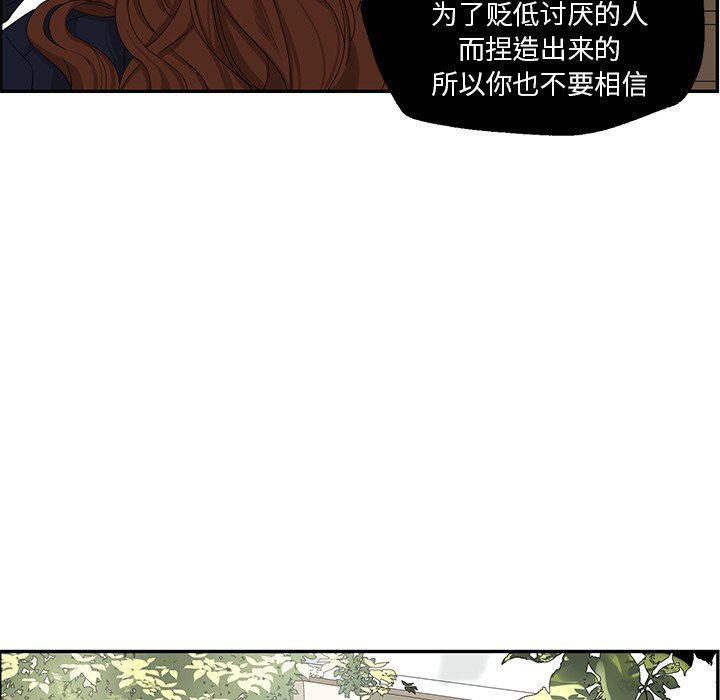 为了贬低讨厌的人
而捏造出来的
所以你也不要相信